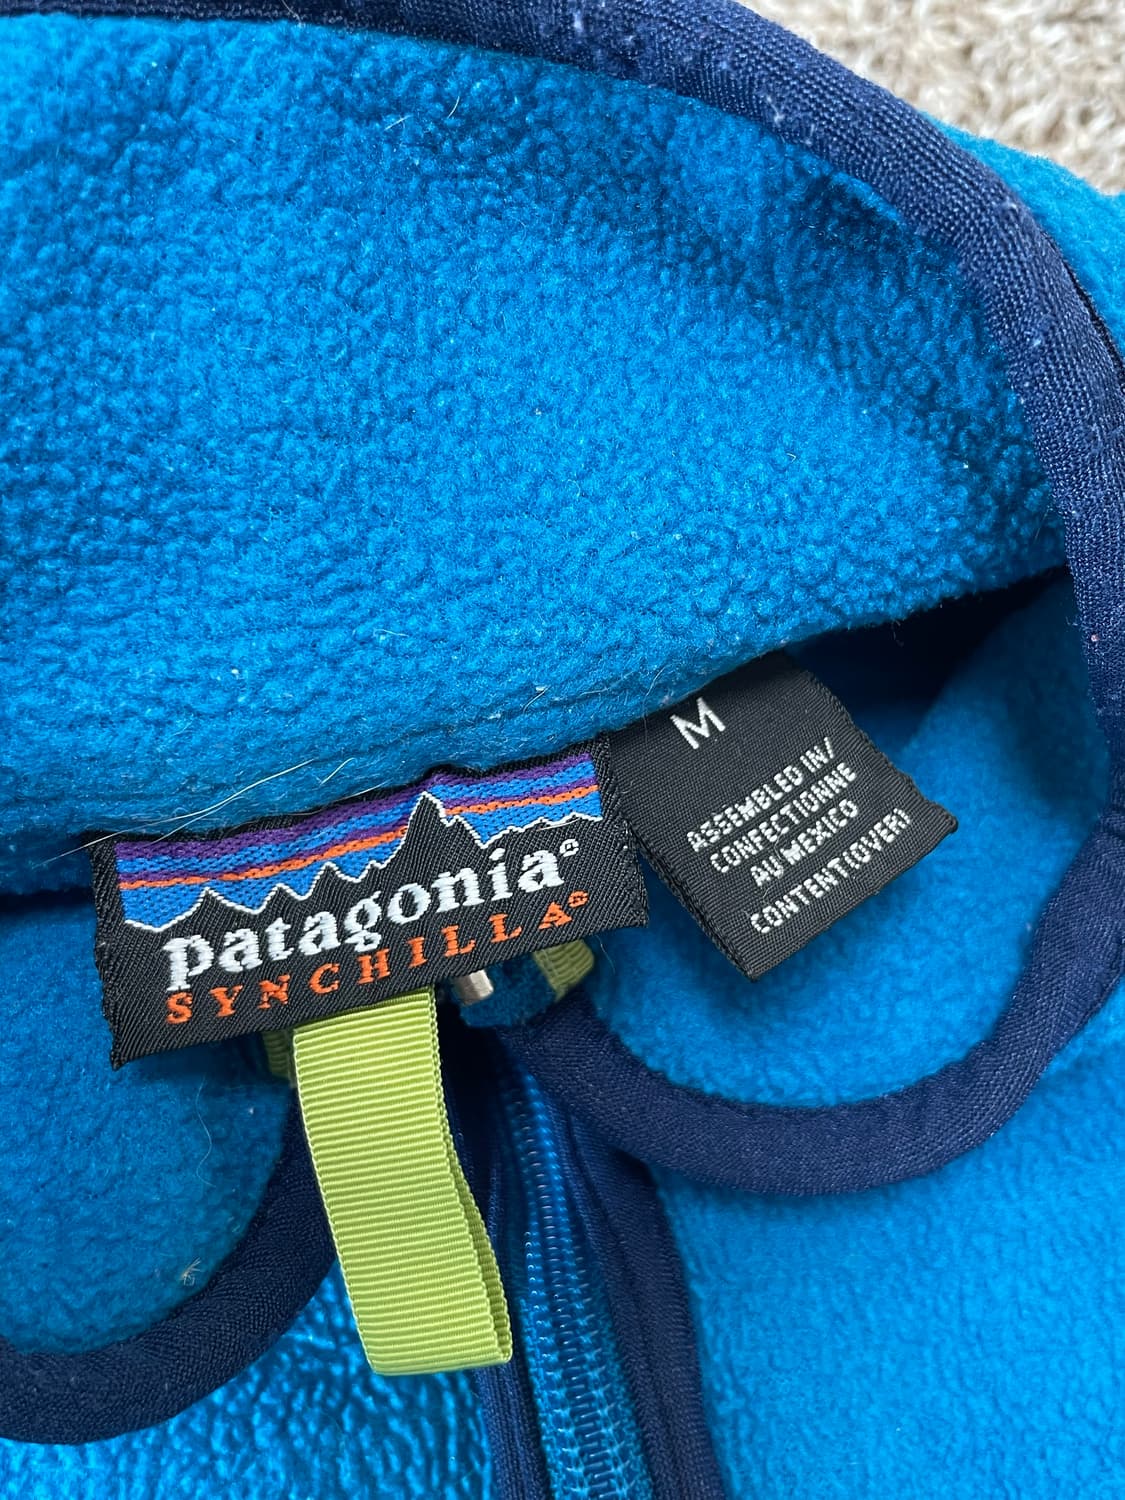 patagonia®
SYNCHILLA®
M
ASSEMBLED IN/
CONFECTIONNE
AU MEXICO
CONTENT(OVER)